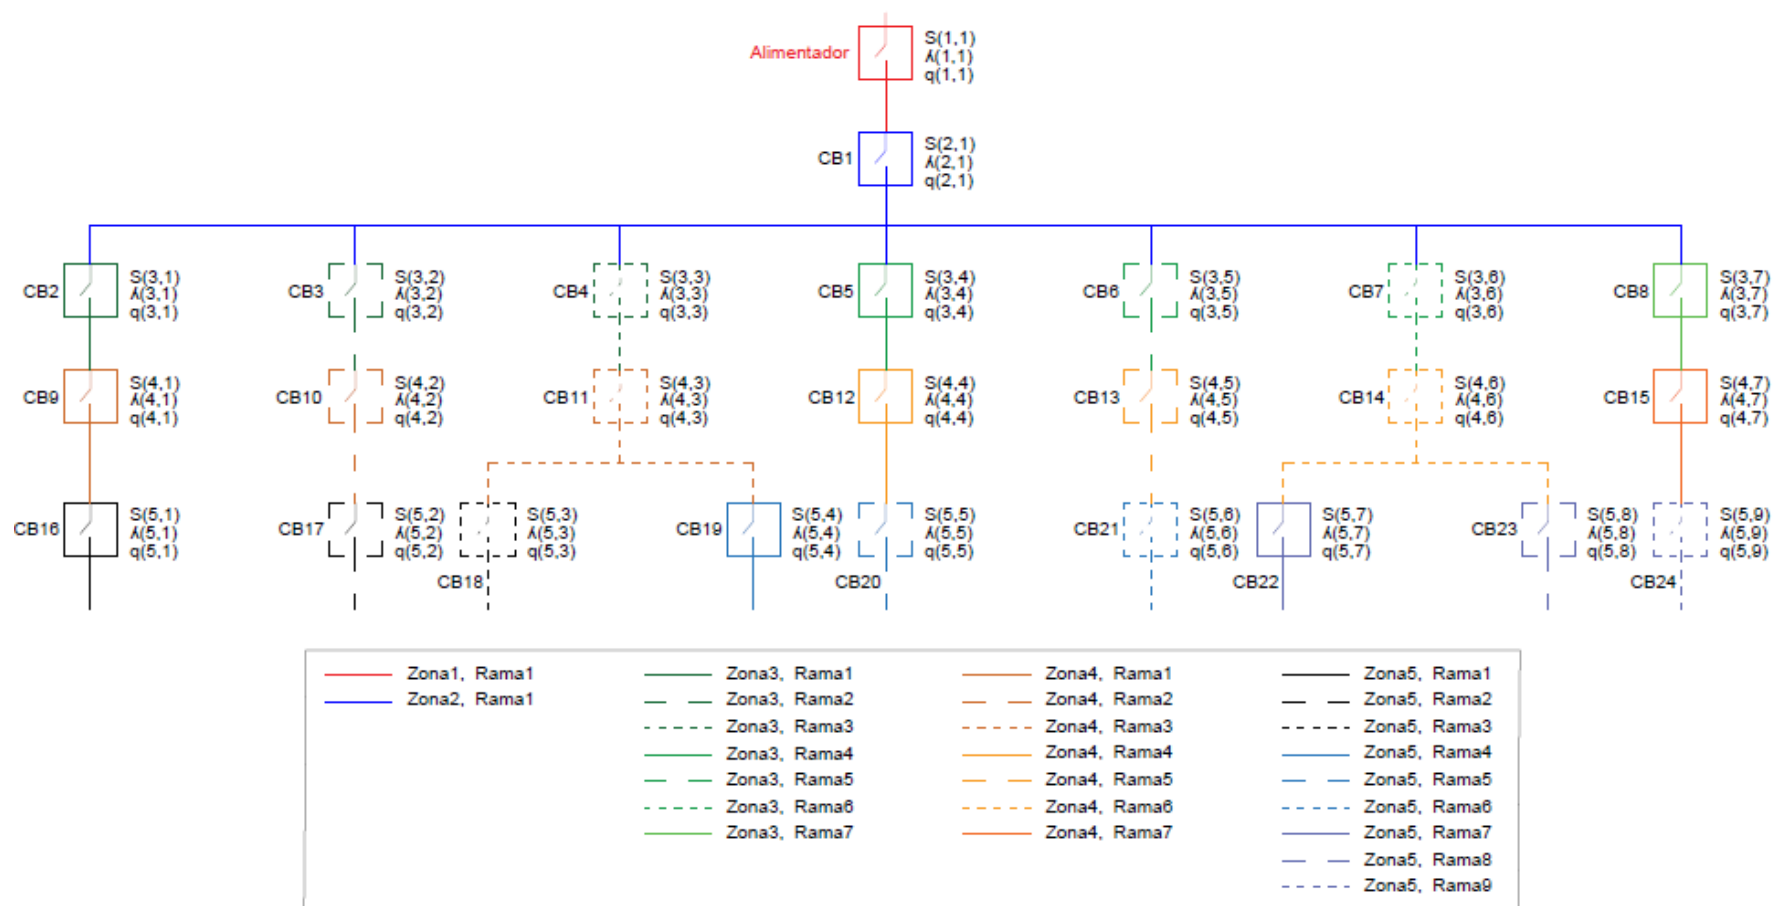 Alimentador
S(1,1)
λ(1,1)
q(1,1)
CB1
S(2,1)
λ(2,1)
q(2,1)
CB2
S(3,1)
λ(3,1)
q(3,1)
CB3
S(3,2)
λ(3,2)
q(3,2)
CB4
S(3,3)
λ(3,3)
q(3,3)
CB5
S(3,4)
λ(3,4)
q(3,4)
CB6
S(3,5)
λ(3,5)
q(3,5)
CB7
S(3,6)
λ(3,6)
q(3,6)
CB8
S(3,7)
λ(3,7)
q(3,7)
CB9
S(4,1)
λ(4,1)
q(4,1)
CB10
S(4,2)
λ(4,2)
q(4,2)
CB11
S(4,3)
λ(4,3)
q(4,3)
CB12
S(4,4)
λ(4,4)
q(4,4)
CB13
S(4,5)
λ(4,5)
q(4,5)
CB14
S(4,6)
λ(4,6)
q(4,6)
CB15
S(4,7)
λ(4,7)
q(4,7)
CB16
S(5,1)
λ(5,1)
q(5,1)
CB17
S(5,2)
λ(5,2)
q(5,2)
CB18
S(5,3)
λ(5,3)
q(5,3)
CB19
S(5,4)
λ(5,4)
q(5,4)
CB20
S(5,5)
λ(5,5)
q(5,5)
CB21
S(5,6)
λ(5,6)
q(5,6)
CB22
S(5,7)
λ(5,7)
q(5,7)
CB23
S(5,8)
λ(5,8)
q(5,8)
CB24
S(5,9)
λ(5,9)
q(5,9)
Zona1, Rama1
Zona2, Rama1
Zona3, Rama1
Zona3, Rama2
Zona3, Rama3
Zona3, Rama4
Zona3, Rama5
Zona3, Rama6
Zona3, Rama7
Zona4, Rama1
Zona4, Rama2
Zona4, Rama3
Zona4, Rama4
Zona4, Rama5
Zona4, Rama6
Zona4, Rama7
Zona5, Rama1
Zona5, Rama2
Zona5, Rama3
Zona5, Rama4
Zona5, Rama5
Zona5, Rama6
Zona5, Rama7
Zona5, Rama8
Zona5, Rama9